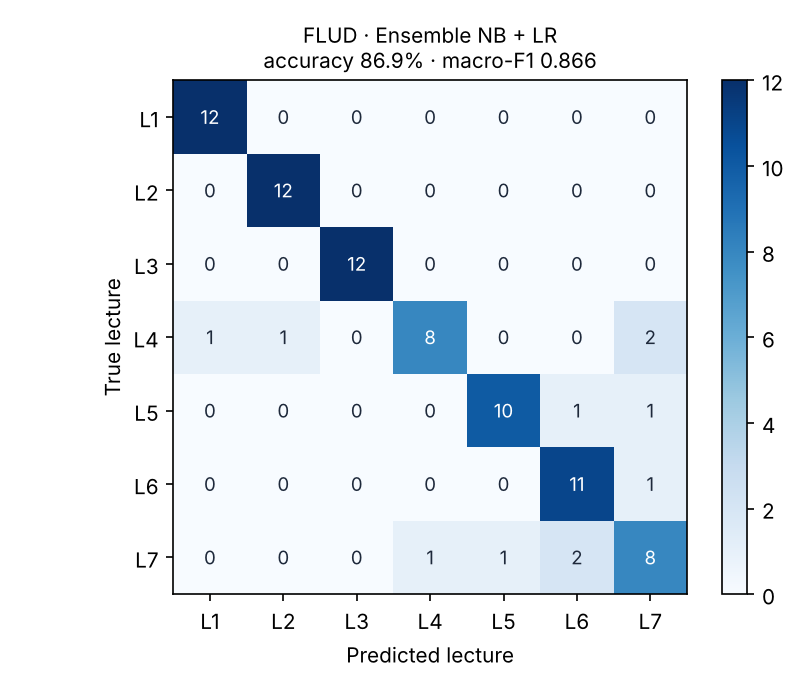 FLUD · Ensemble NB + LR
accuracy 86.9% · macro-F1 0.866
L1 12 0 0 0 0 0 0
L2 0 12 0 0 0 0 0
L3 0 0 12 0 0 0 0
L4 1 1 0 8 0 0 2
L5 0 0 0 0 10 1 1
L6 0 0 0 0 0 11 1
L7 0 0 0 1 1 2 8
L1 L2 L3 L4 L5 L6 L7
Predicted lecture
True lecture
12
10
8
6
4
2
0